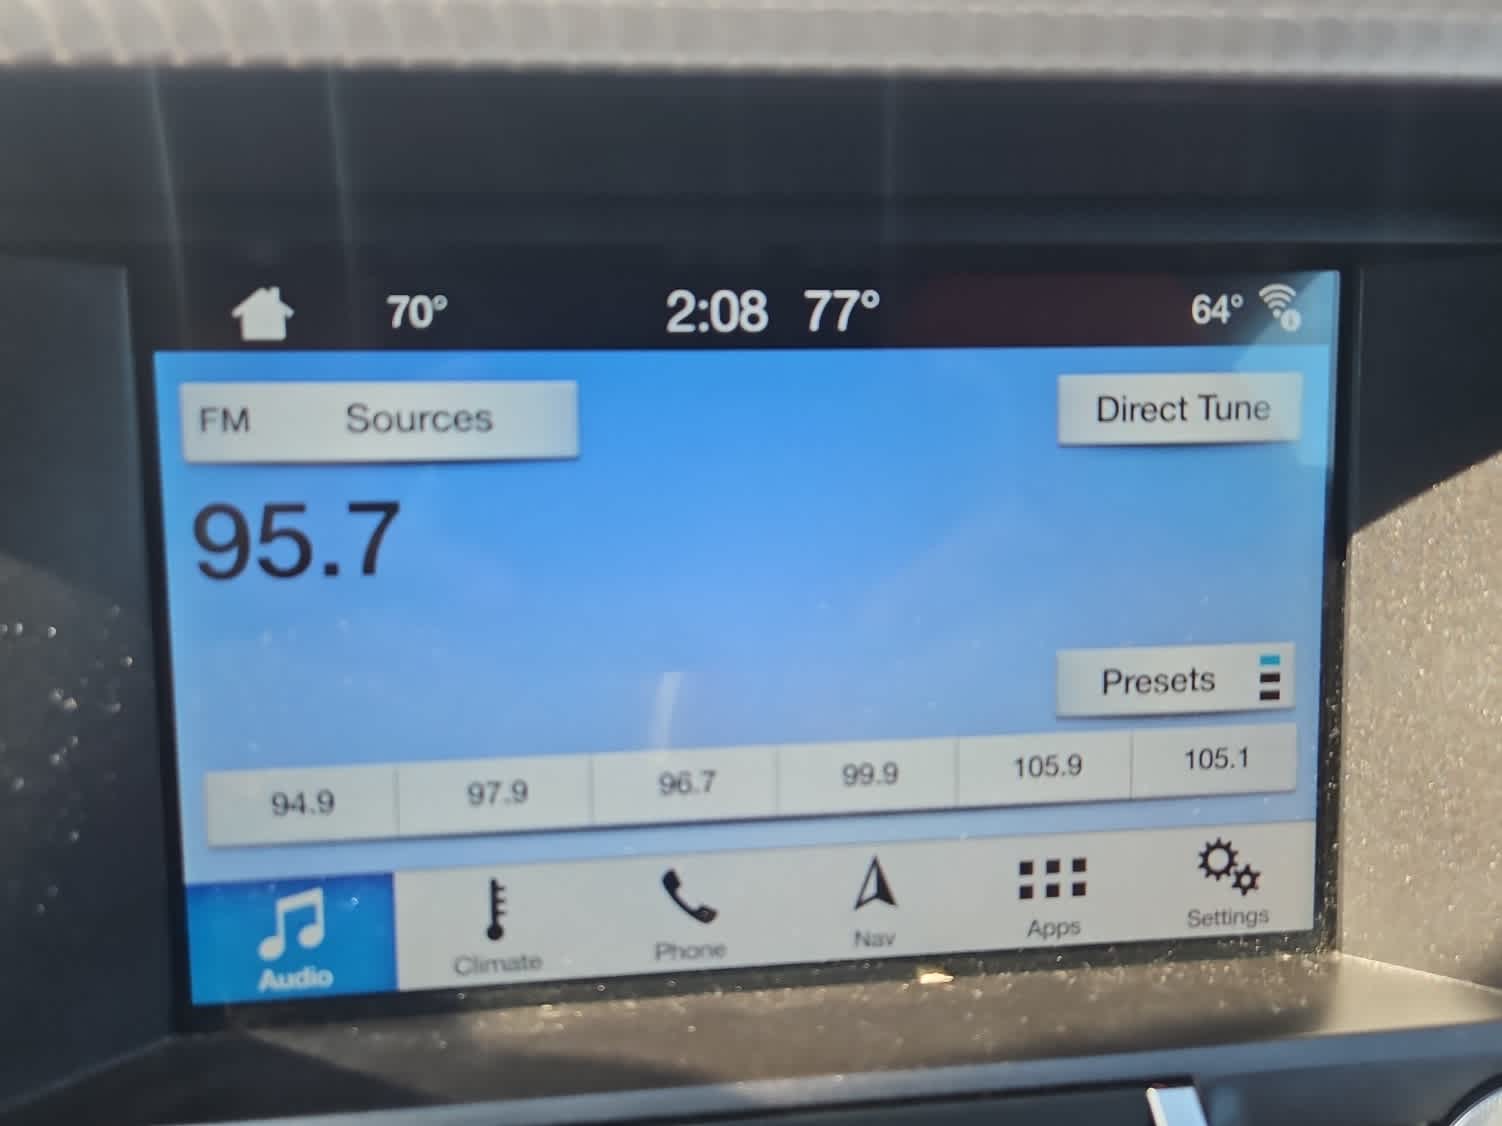 70° 2:08 77° 64°
FM Sources Direct Tune
95.7
Presets
94.9 97.9 96.7 99.9 105.9 105.1
Audio Climate Phone Nav Apps Settings